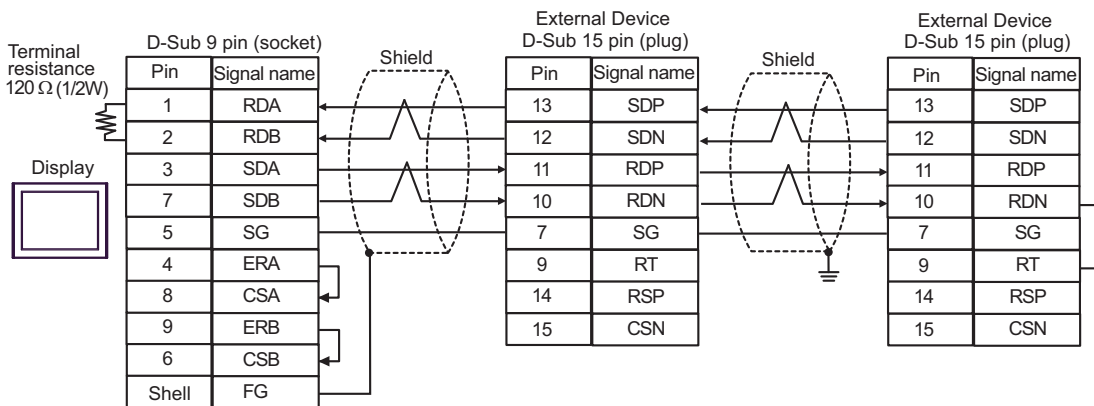 Terminal
resistance
120 Ω (1/2W)
Display
D-Sub 9 pin (socket)
Pin Signal name
1 RDA
2 RDB
3 SDA
7 SDB
5 SG
4 ERA
8 CSA
9 ERB
6 CSB
Shell FG
Shield
External Device
D-Sub 15 pin (plug)
Pin Signal name
13 SDP
12 SDN
11 RDP
10 RDN
7 SG
9 RT
14 RSP
15 CSN
Shield
External Device
D-Sub 15 pin (plug)
Pin Signal name
13 SDP
12 SDN
11 RDP
10 RDN
7 SG
9 RT
14 RSP
15 CSN